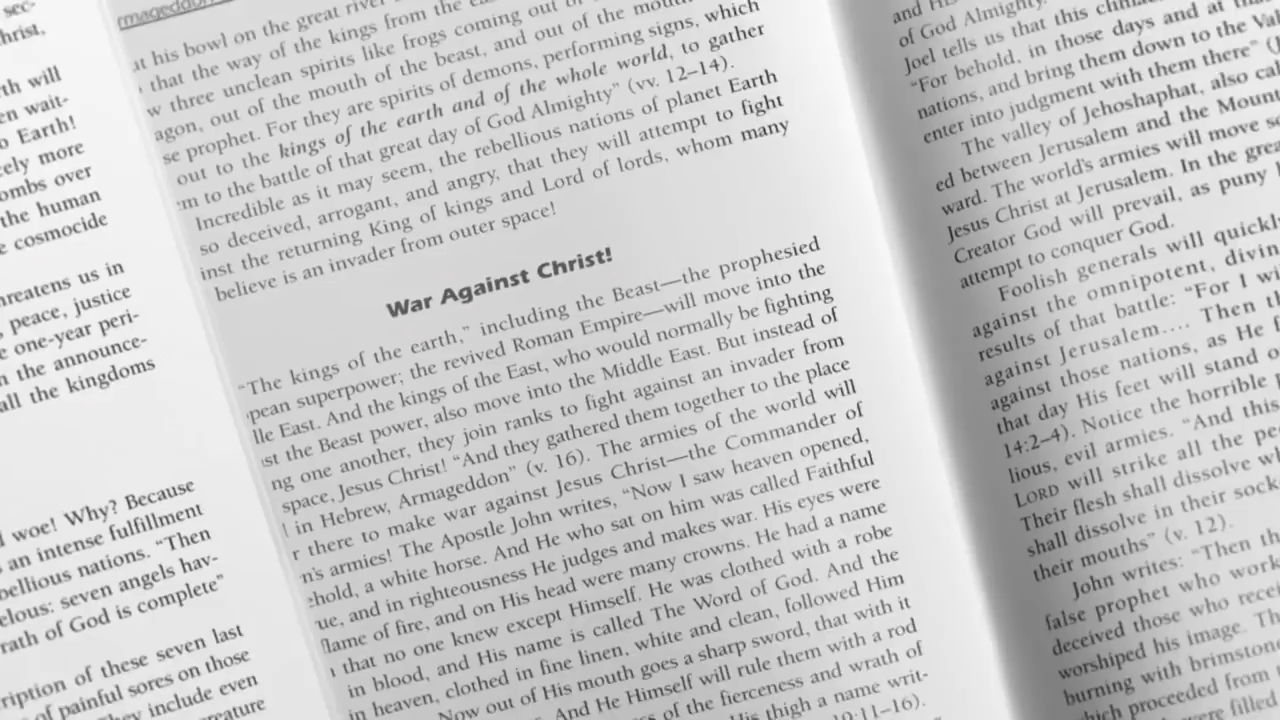 sec-
hrist,
rth will
en wait-
o Earth!
cely more
ombs over
the human
e cosmocide
hreatens us in
, peace, justice
e one-year peri-
n the announce-
all the kingdoms
l woe! Why? Because
s an intense fulfillment
bellious nations. "Then
elous: seven angels hav-
rath of God is complete"
ription of these seven last
of painful sores on those
They include even
creature
rmageddon
at his bowl on the great river
that the way of the kings from the
w three unclean spirits like frogs coming out of
agon, out of the mouth of the beast, and out of the mouth
se prophet. For they are spirits of demons, performing signs, which
out to the kings of the earth and of the whole world, to gather
em to the battle of that great day of God Almighty" (vv. 12–14).
Incredible as it may seem, the rebellious nations of planet Earth
so deceived, arrogant, and angry, that they will attempt to fight
inst the returning King of kings and Lord of lords, whom many
believe is an invader from outer space!
War Against Christ!
"The kings of the earth," including the Beast—the prophesied
pean superpower; the revived Roman Empire—will move into the
lle East. And the kings of the East, who would normally be fighting
st the Beast power, also move into the Middle East. But instead of
ng one another, they join ranks to fight against an invader from
space, Jesus Christ! "And they gathered them together to the place
in Hebrew, Armageddon" (v. 16). The armies of the world will
r there to make war against Jesus Christ—the Commander of
n's armies! The Apostle John writes, "Now I saw heaven opened,
ehold, a white horse. And He who sat on him was called Faithful
ue, and in righteousness He judges and makes war. His eyes were
flame of fire, and on His head were many crowns. He had a name
that no one knew except Himself. He was clothed with a robe
in blood, and His name is called The Word of God. And the
in heaven, clothed in fine linen, white and clean, followed Him
Now out of His mouth goes a sharp sword, that with it
And He Himself will rule them with a rod
s of the fierceness and wrath of
His thigh a name writ-
19:11–16).
and H
of God Almighty.
Joel tells us that this
"For behold, in those days and at tha
nations, and bring them down to the Val
enter into judgment with them there" (J
The valley of Jehoshaphat, also cal
ed between Jerusalem and the Mount
ward. The world's armies will move s
Jesus Christ at Jerusalem. In the grea
Creator God will prevail, as puny
attempt to conquer God.
Foolish generals will quickl
against the omnipotent, divin
results of that battle: "For I w
against Jerusalem…. Then th
against those nations, as He f
that day His feet will stand o
14:2–4). Notice the horrible p
lious, evil armies. "And this
LORD will strike all the pe
Their flesh shall dissolve wh
shall dissolve in their sock
their mouths" (v. 12).
John writes: "Then th
false prophet who work
deceived those who rece
worshiped his image. Th
burning with brimston
which proceeded from
were filled